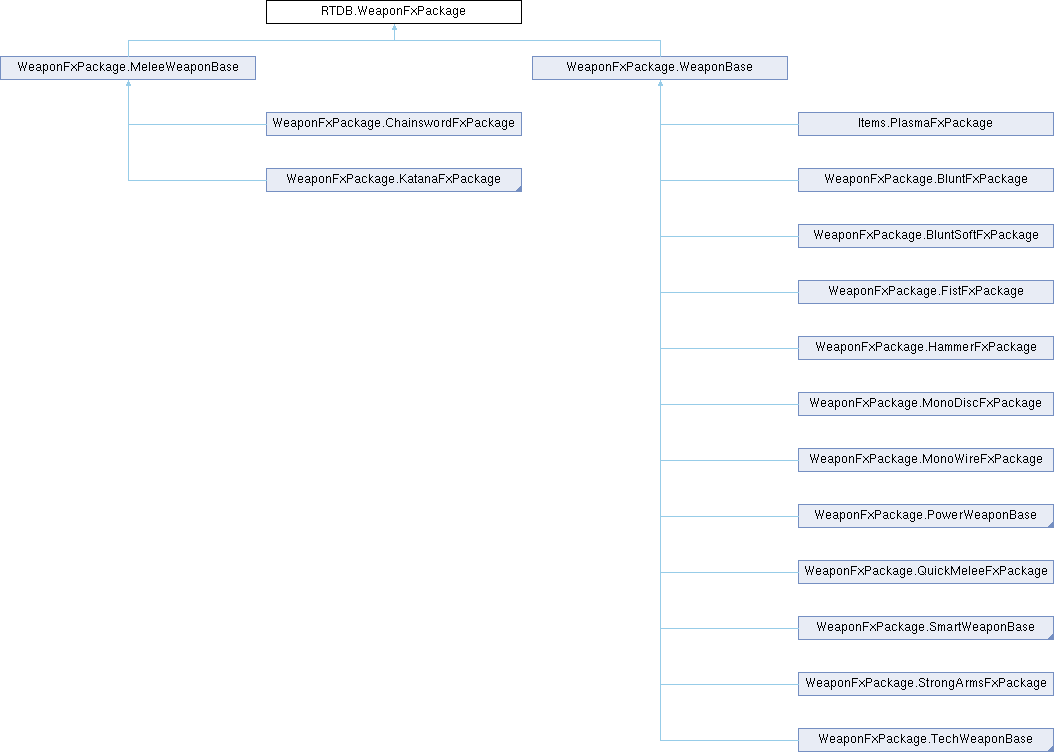 RTDB.WeaponFxPackage
WeaponFxPackage.MeleeWeaponBase
WeaponFxPackage.WeaponBase
WeaponFxPackage.ChainswordFxPackage
Items.PlasmaFxPackage
WeaponFxPackage.KatanaFxPackage
WeaponFxPackage.BluntFxPackage
WeaponFxPackage.BluntSoftFxPackage
WeaponFxPackage.FistFxPackage
WeaponFxPackage.HammerFxPackage
WeaponFxPackage.MonoDiscFxPackage
WeaponFxPackage.MonoWireFxPackage
WeaponFxPackage.PowerWeaponBase
WeaponFxPackage.QuickMeleeFxPackage
WeaponFxPackage.SmartWeaponBase
WeaponFxPackage.StrongArmsFxPackage
WeaponFxPackage.TechWeaponBase